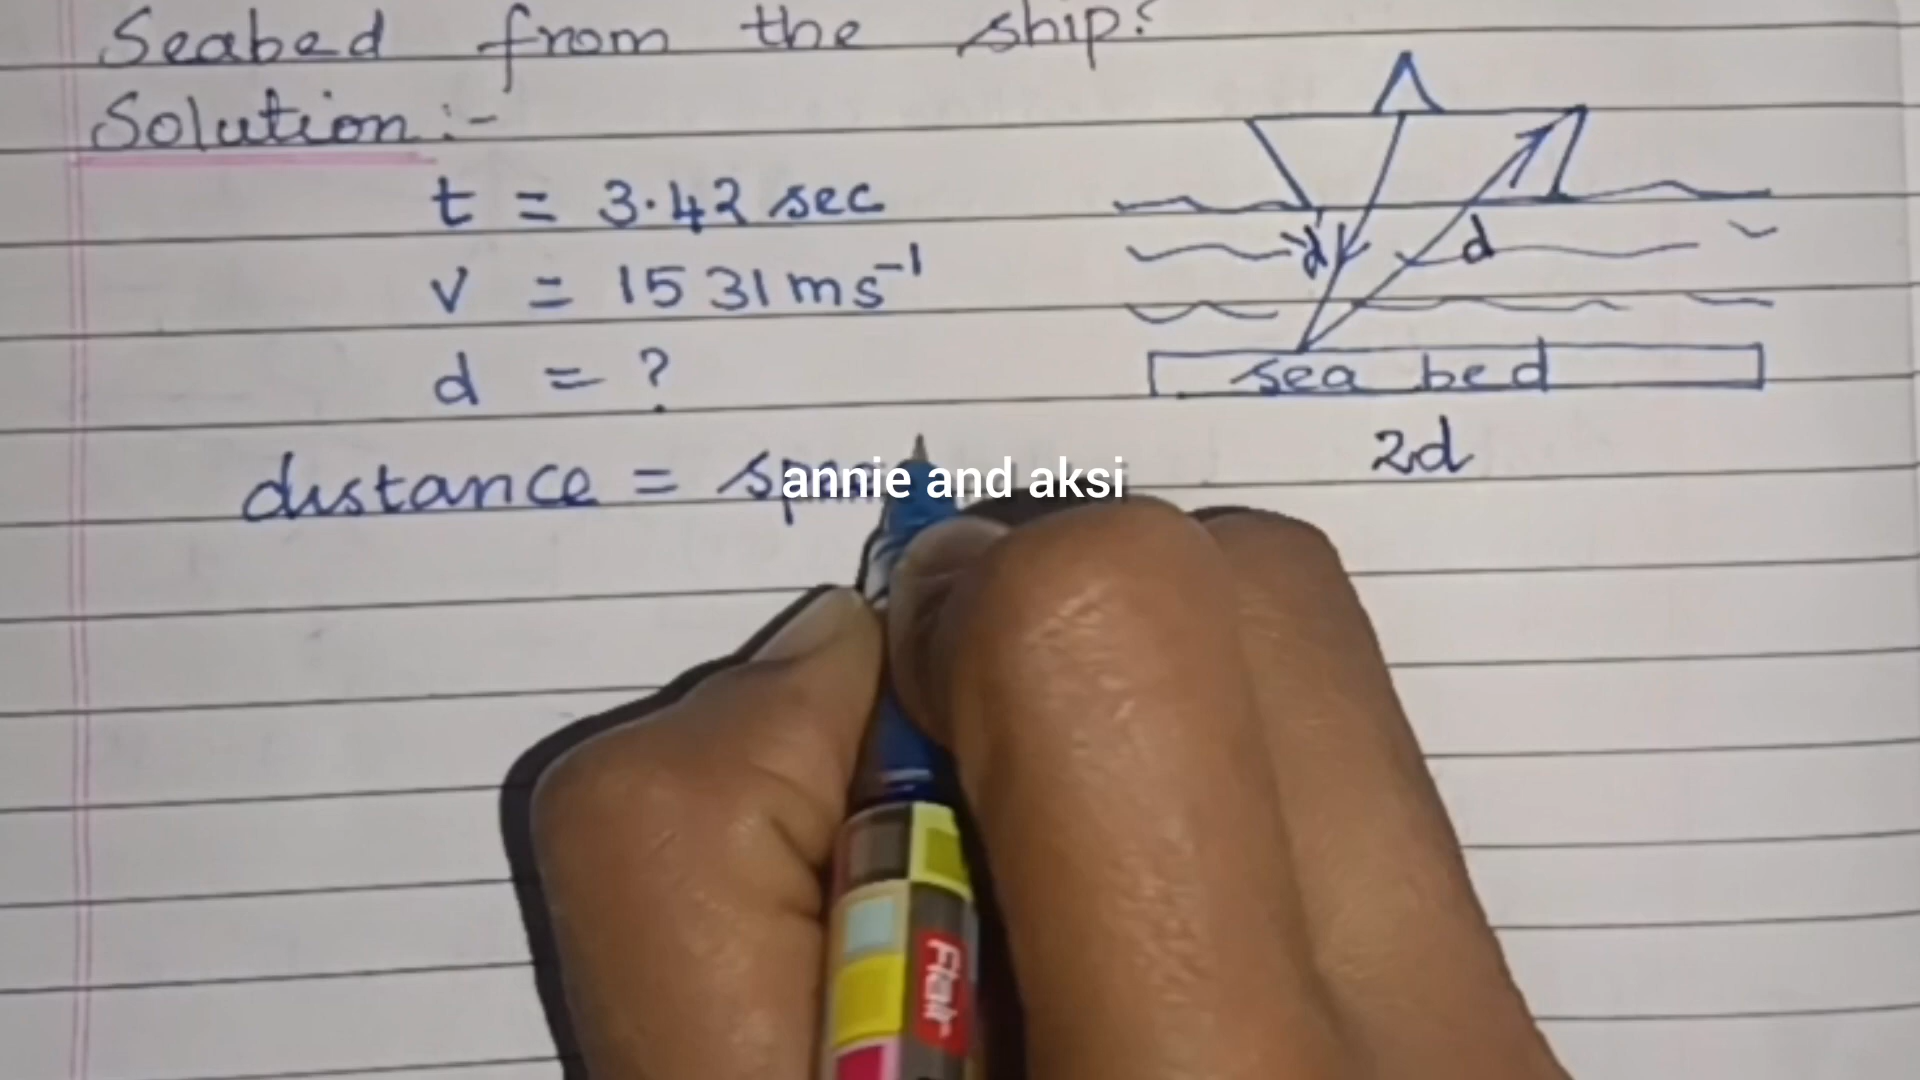 Seabed from the ship?
Solution:-
t = 3.42 sec
v = 1531 ms⁻¹
d = ?
d d
sea bed
2d
distance =
annie and aksi
Flair